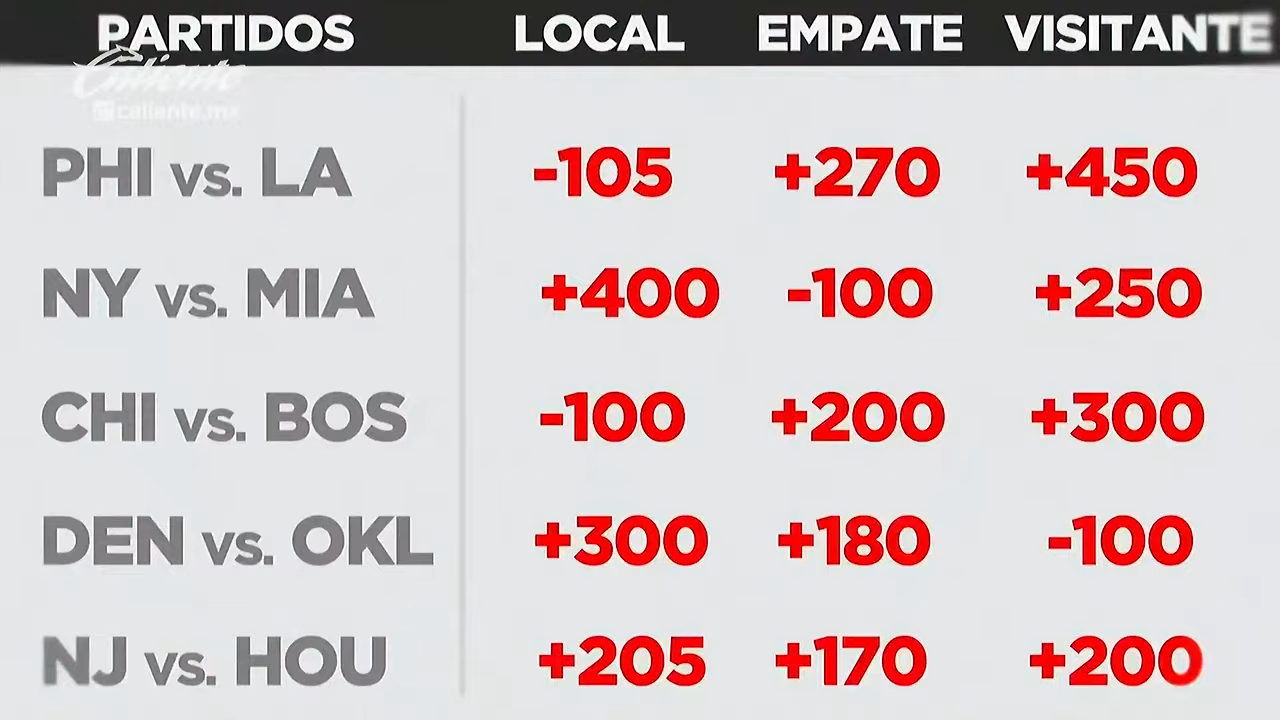 PARTIDOS LOCAL EMPATE VISITANTE
Caliente
caliente.mx
PHI vs. LA -105 +270 +450
NY vs. MIA +400 -100 +250
CHI vs. BOS -100 +200 +300
DEN vs. OKL +300 +180 -100
NJ vs. HOU +205 +170 +200